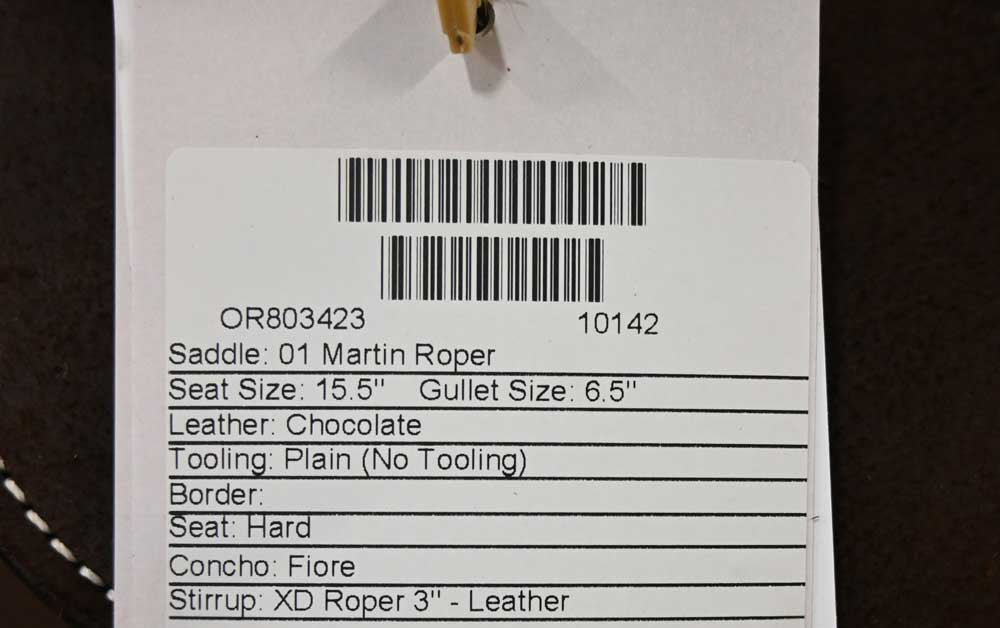 OR803423 10142
Saddle: 01 Martin Roper
Seat Size: 15.5" Gullet Size: 6.5"
Leather: Chocolate
Tooling: Plain (No Tooling)
Border:
Seat: Hard
Concho: Fiore
Stirrup: XD Roper 3" - Leather